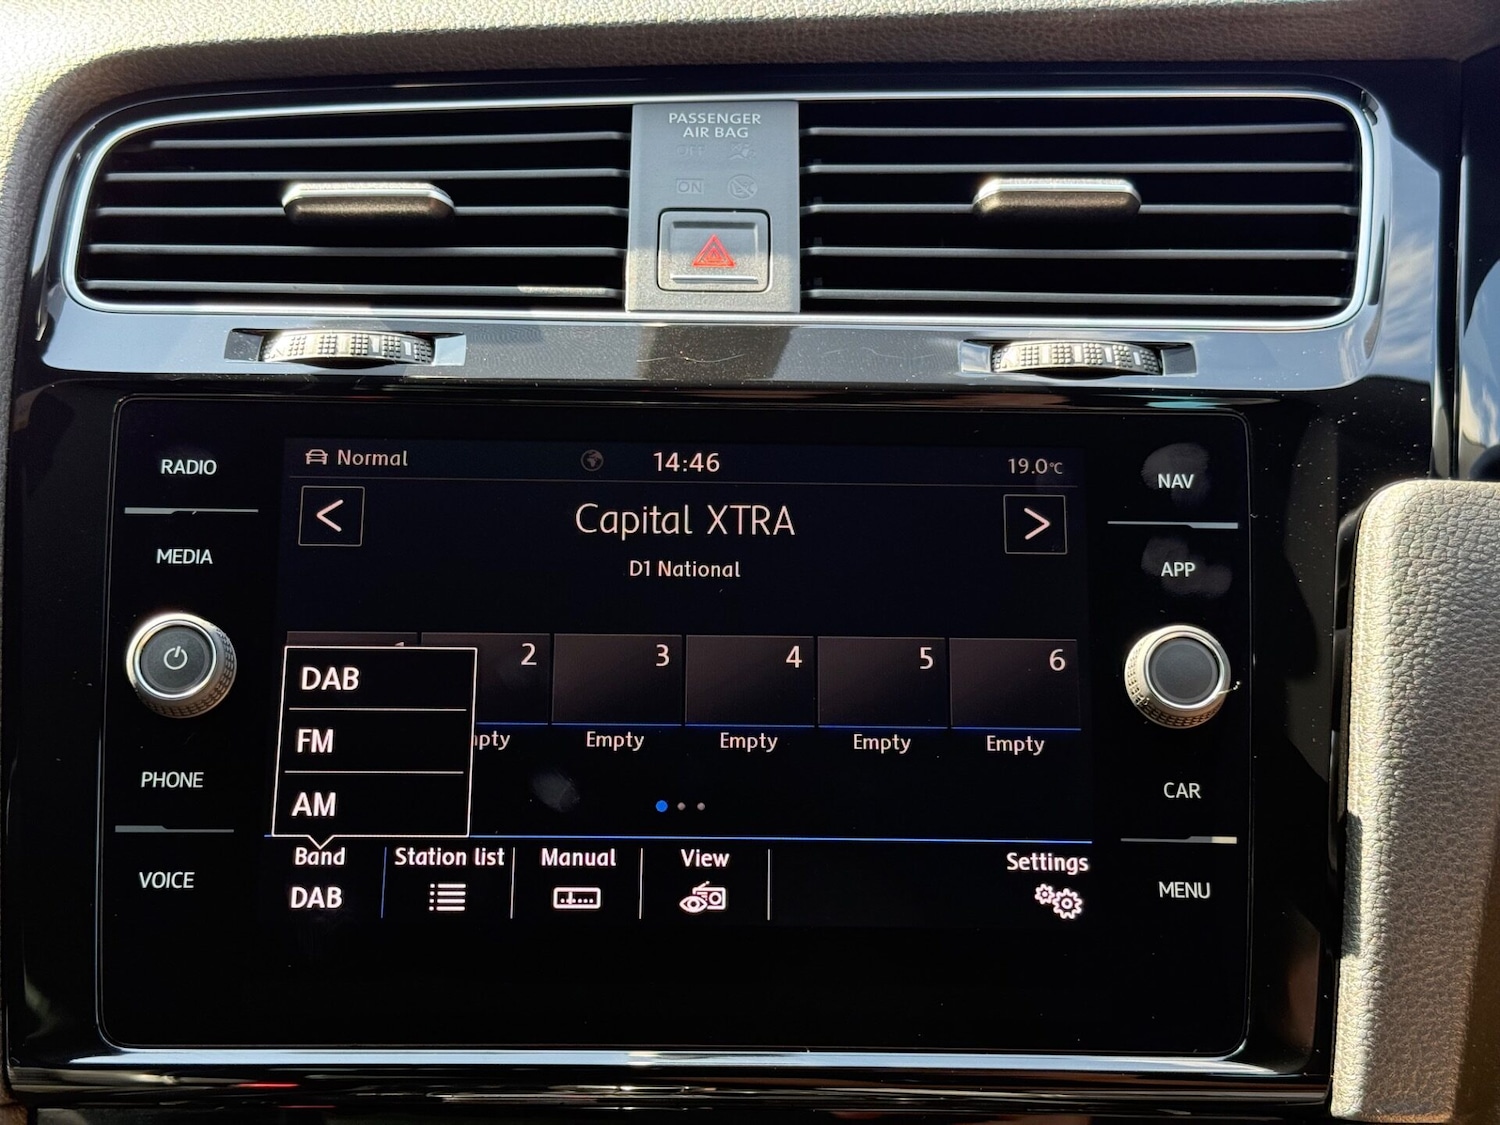 PASSENGER
AIR BAG
OFF
ON
RADIO
MEDIA
PHONE
VOICE
Normal
14:46
19.0°C
<
Capital XTRA
>
D1 National
2
3
4
5
6
Empty
Empty
Empty
Empty
DAB
FM
AM
Band
DAB
Station list
Manual
View
Settings
NAV
APP
CAR
MENU